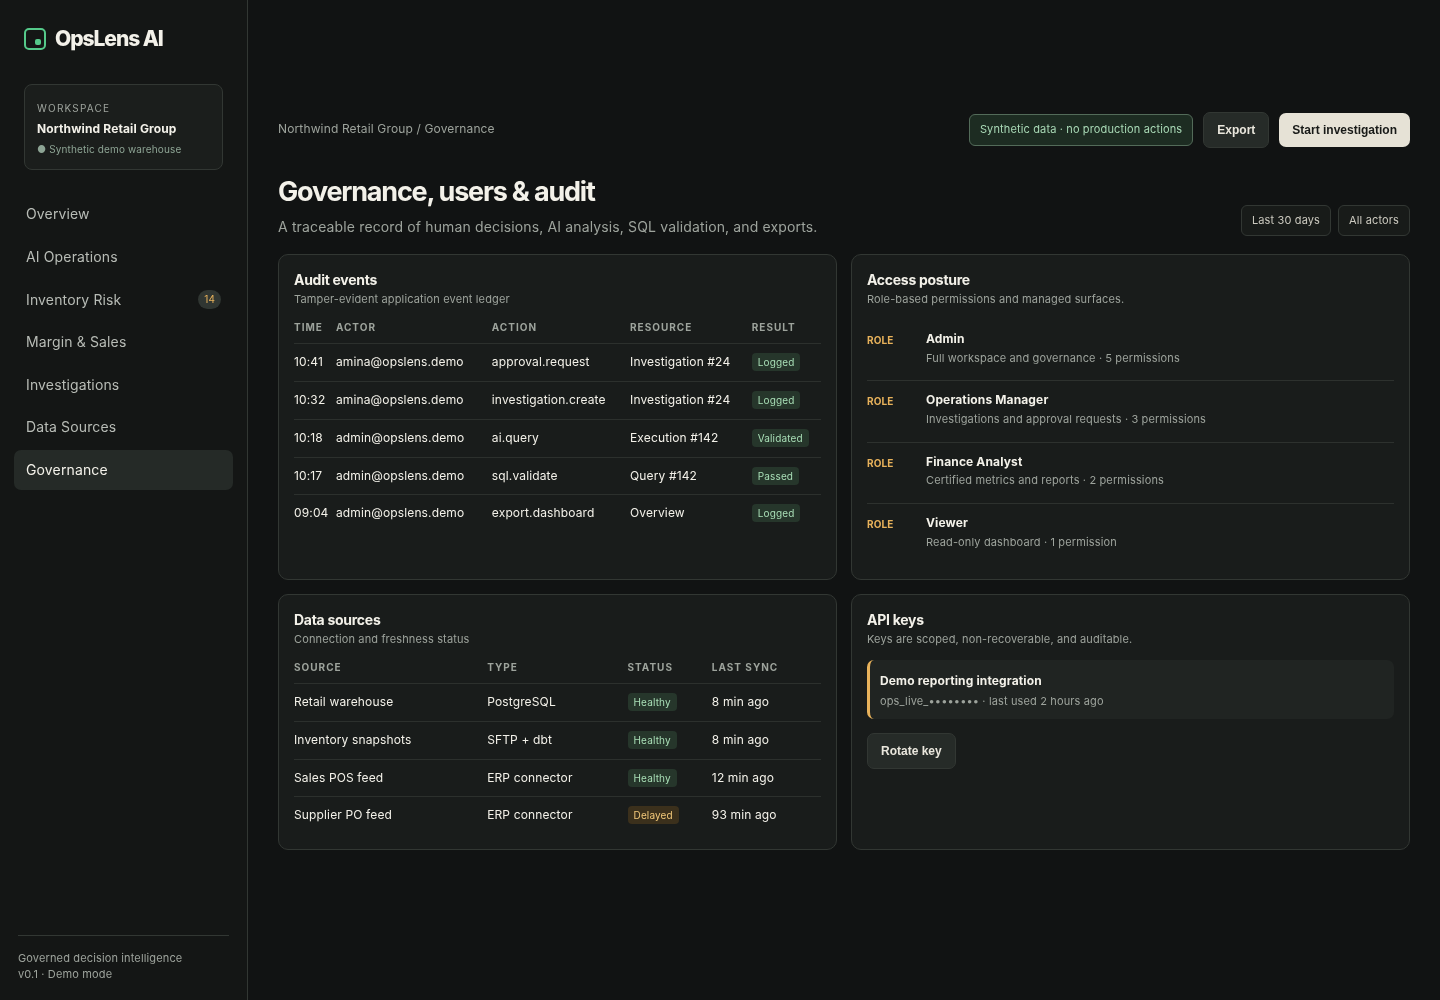 OpsLens AI
WORKSPACE
Northwind Retail Group
Synthetic demo warehouse
Overview
AI Operations
Inventory Risk 14
Margin & Sales
Investigations
Data Sources
Governance
Governed decision intelligence
v0.1 · Demo mode
Northwind Retail Group / Governance
Synthetic data · no production actions
Export
Start investigation
Governance, users & audit
A traceable record of human decisions, AI analysis, SQL validation, and exports.
Last 30 days
All actors
Audit events
Tamper-evident application event ledger
TIME ACTOR ACTION RESOURCE RESULT
10:41 amina@opslens.demo approval.request Investigation #24 Logged
10:32 amina@opslens.demo investigation.create Investigation #24 Logged
10:18 admin@opslens.demo ai.query Execution #142 Validated
10:17 admin@opslens.demo sql.validate Query #142 Passed
09:04 admin@opslens.demo export.dashboard Overview Logged
Access posture
Role-based permissions and managed surfaces.
ROLE Admin
Full workspace and governance · 5 permissions
ROLE Operations Manager
Investigations and approval requests · 3 permissions
ROLE Finance Analyst
Certified metrics and reports · 2 permissions
ROLE Viewer
Read-only dashboard · 1 permission
Data sources
Connection and freshness status
SOURCE TYPE STATUS LAST SYNC
Retail warehouse PostgreSQL Healthy 8 min ago
Inventory snapshots SFTP + dbt Healthy 8 min ago
Sales POS feed ERP connector Healthy 12 min ago
Supplier PO feed ERP connector Delayed 93 min ago
API keys
Keys are scoped, non-recoverable, and auditable.
Demo reporting integration
ops_live_•••••••• · last used 2 hours ago
Rotate key